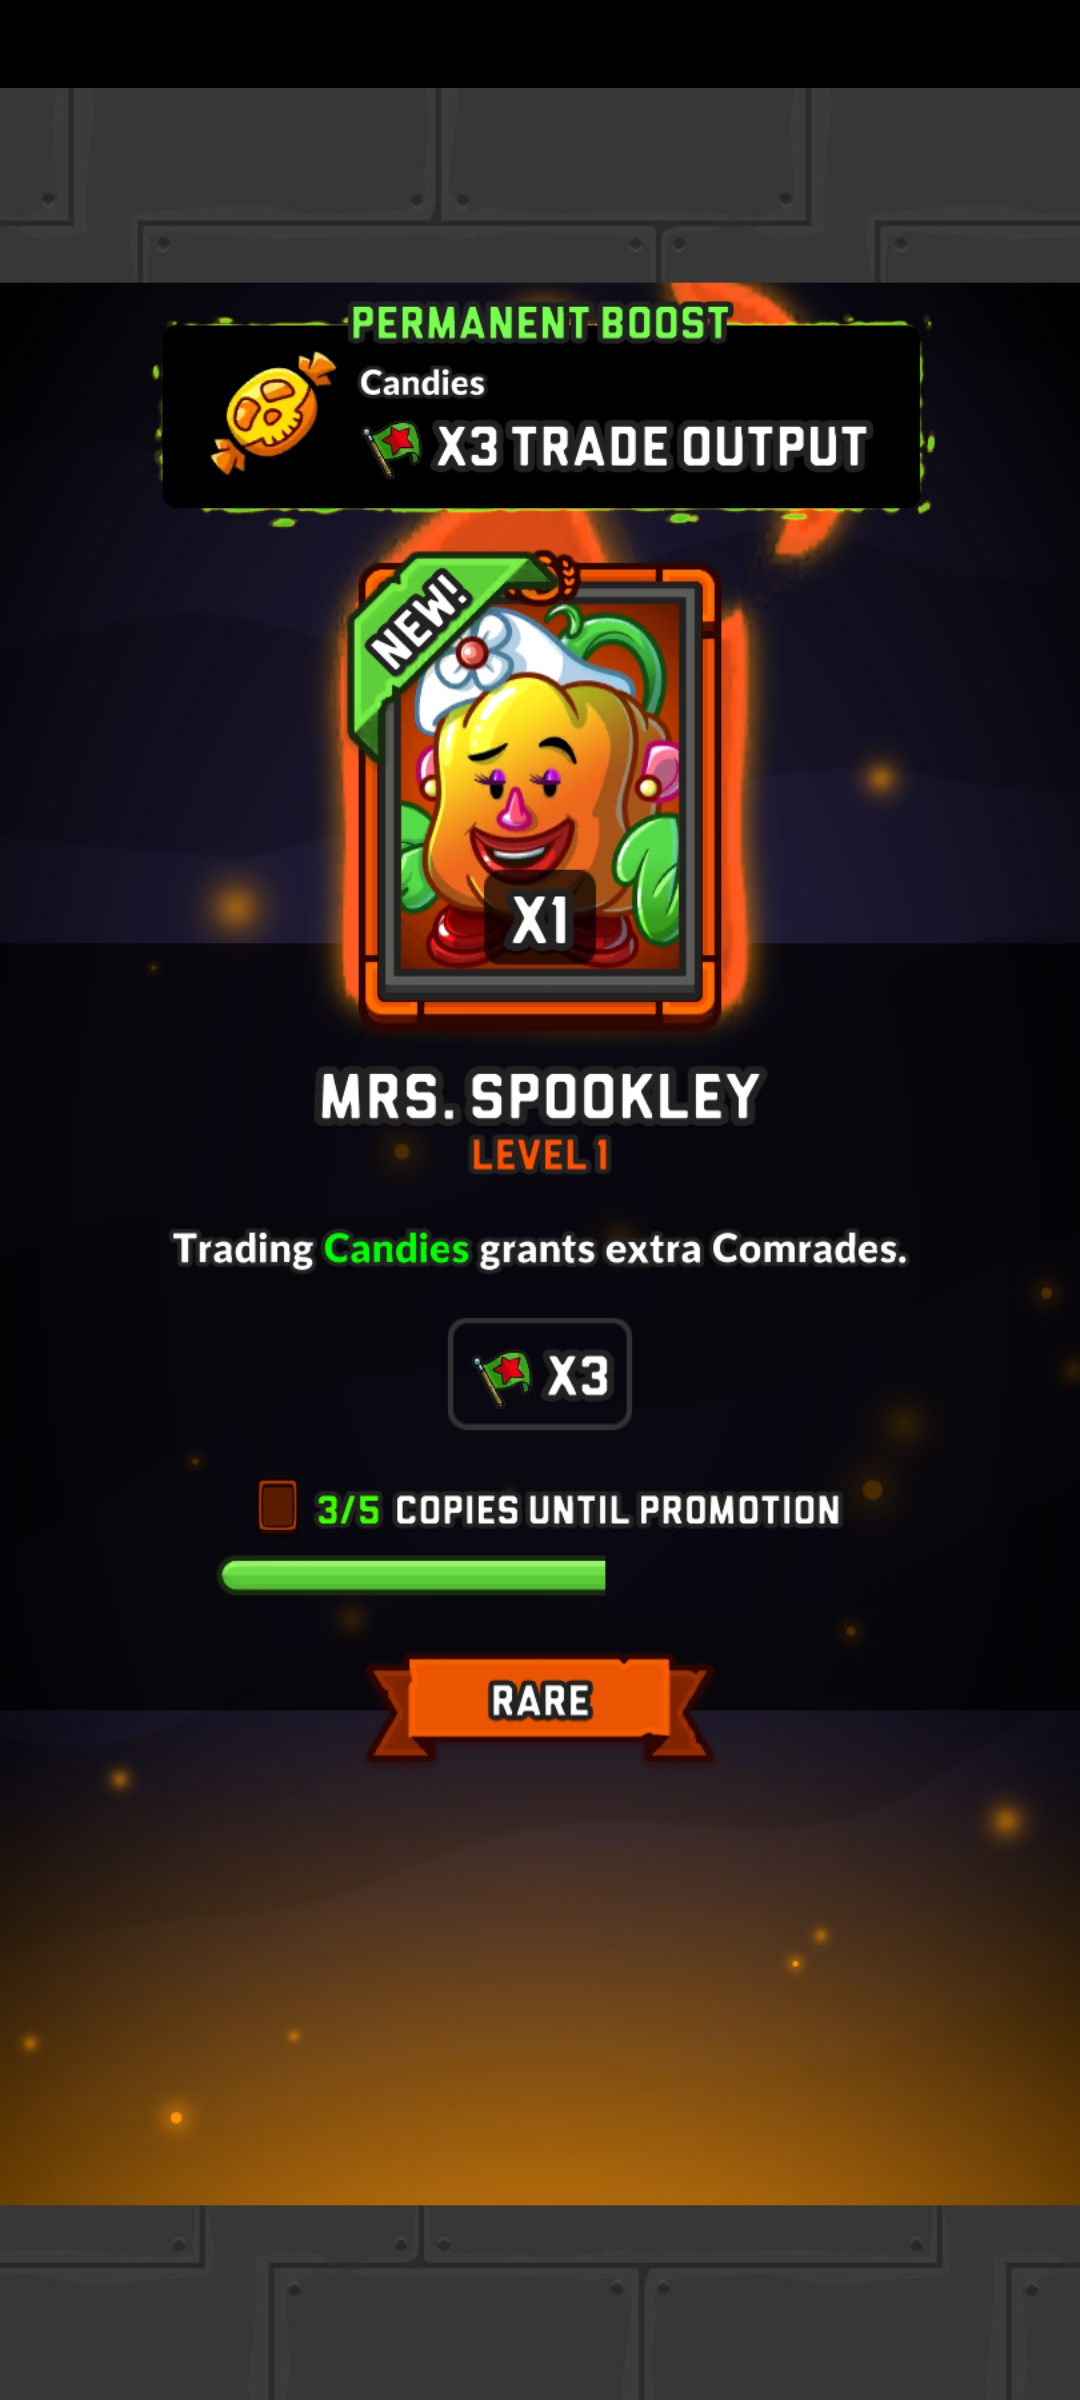 PERMANENT BOOST
Candies
X3 TRADE OUTPUT
NEW!
X1
MRS. SPOOKLEY
LEVEL 1
Trading Candies grants extra Comrades.
X3
3/5 COPIES UNTIL PROMOTION
RARE